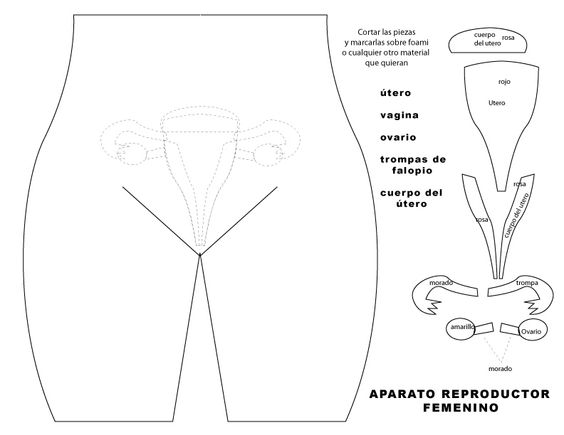 Cortar las piezas
y marcarlas sobre foami
o cualquier otro material
que quieran
útero
vagina
ovario
trompas de
falopio
cuerpo del
útero
cuerpo
del utero
rosa
rojo
Utero
rosa
rosa
cuerpo del utero
morado
trompa
amarillo
Ovario
morado
APARATO REPRODUCTOR
FEMENINO